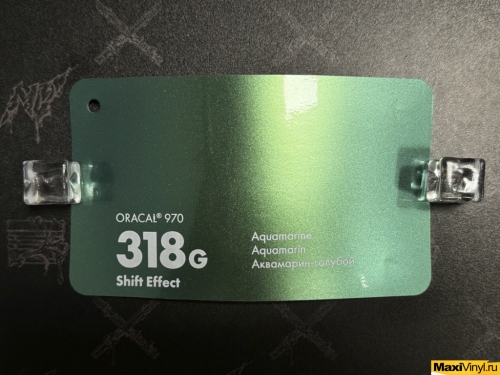 ORACAL® 970
318G
Shift Effect
Aquamarine
Aquamarin
Аквамарин-голубой
MaxiVinyl.ru